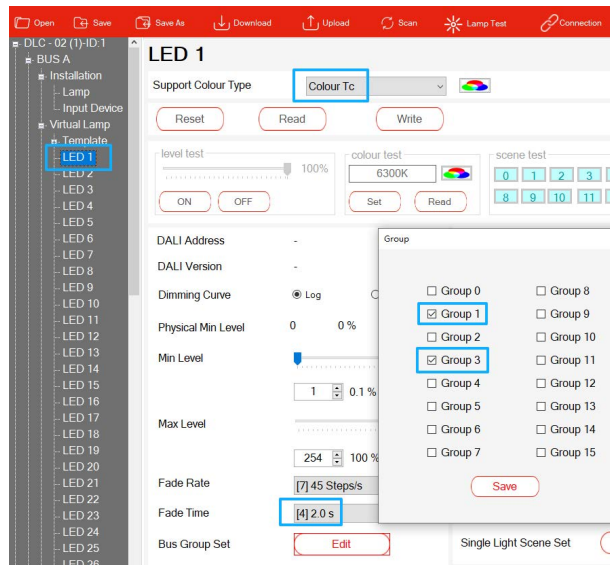 Open Save Save As Download Upload Scan Lamp Test Connection
DLC - 02 (1)-ID:1
BUS A
Installation
Lamp
Input Device
Virtual Lamp
Template
LED 1
LED 2
LED 3
LED 4
LED 5
LED 6
LED 7
LED 8
LED 9
LED 10
LED 11
LED 12
LED 13
LED 14
LED 15
LED 16
LED 17
LED 18
LED 19
LED 20
LED 21
LED 22
LED 23
LED 24
LED 25
LED 26
LED 1
Support Colour Type Colour Tc
Reset Read Write
level test colour test scene test
100% 6300K 0 1 2 3
ON OFF Set Read 8 9 10 11
DALI Address -
DALI Version -
Dimming Curve Log
Physical Min Level 0 0 %
Min Level
1 0.1 %
Max Level
254 100 %
Fade Rate [7] 45 Steps/s
Fade Time [4] 2.0 s
Bus Group Set Edit Single Light Scene Set
Group
Group 0 Group 8
Group 1 Group 9
Group 2 Group 10
Group 3 Group 11
Group 4 Group 12
Group 5 Group 13
Group 6 Group 14
Group 7 Group 15
Save